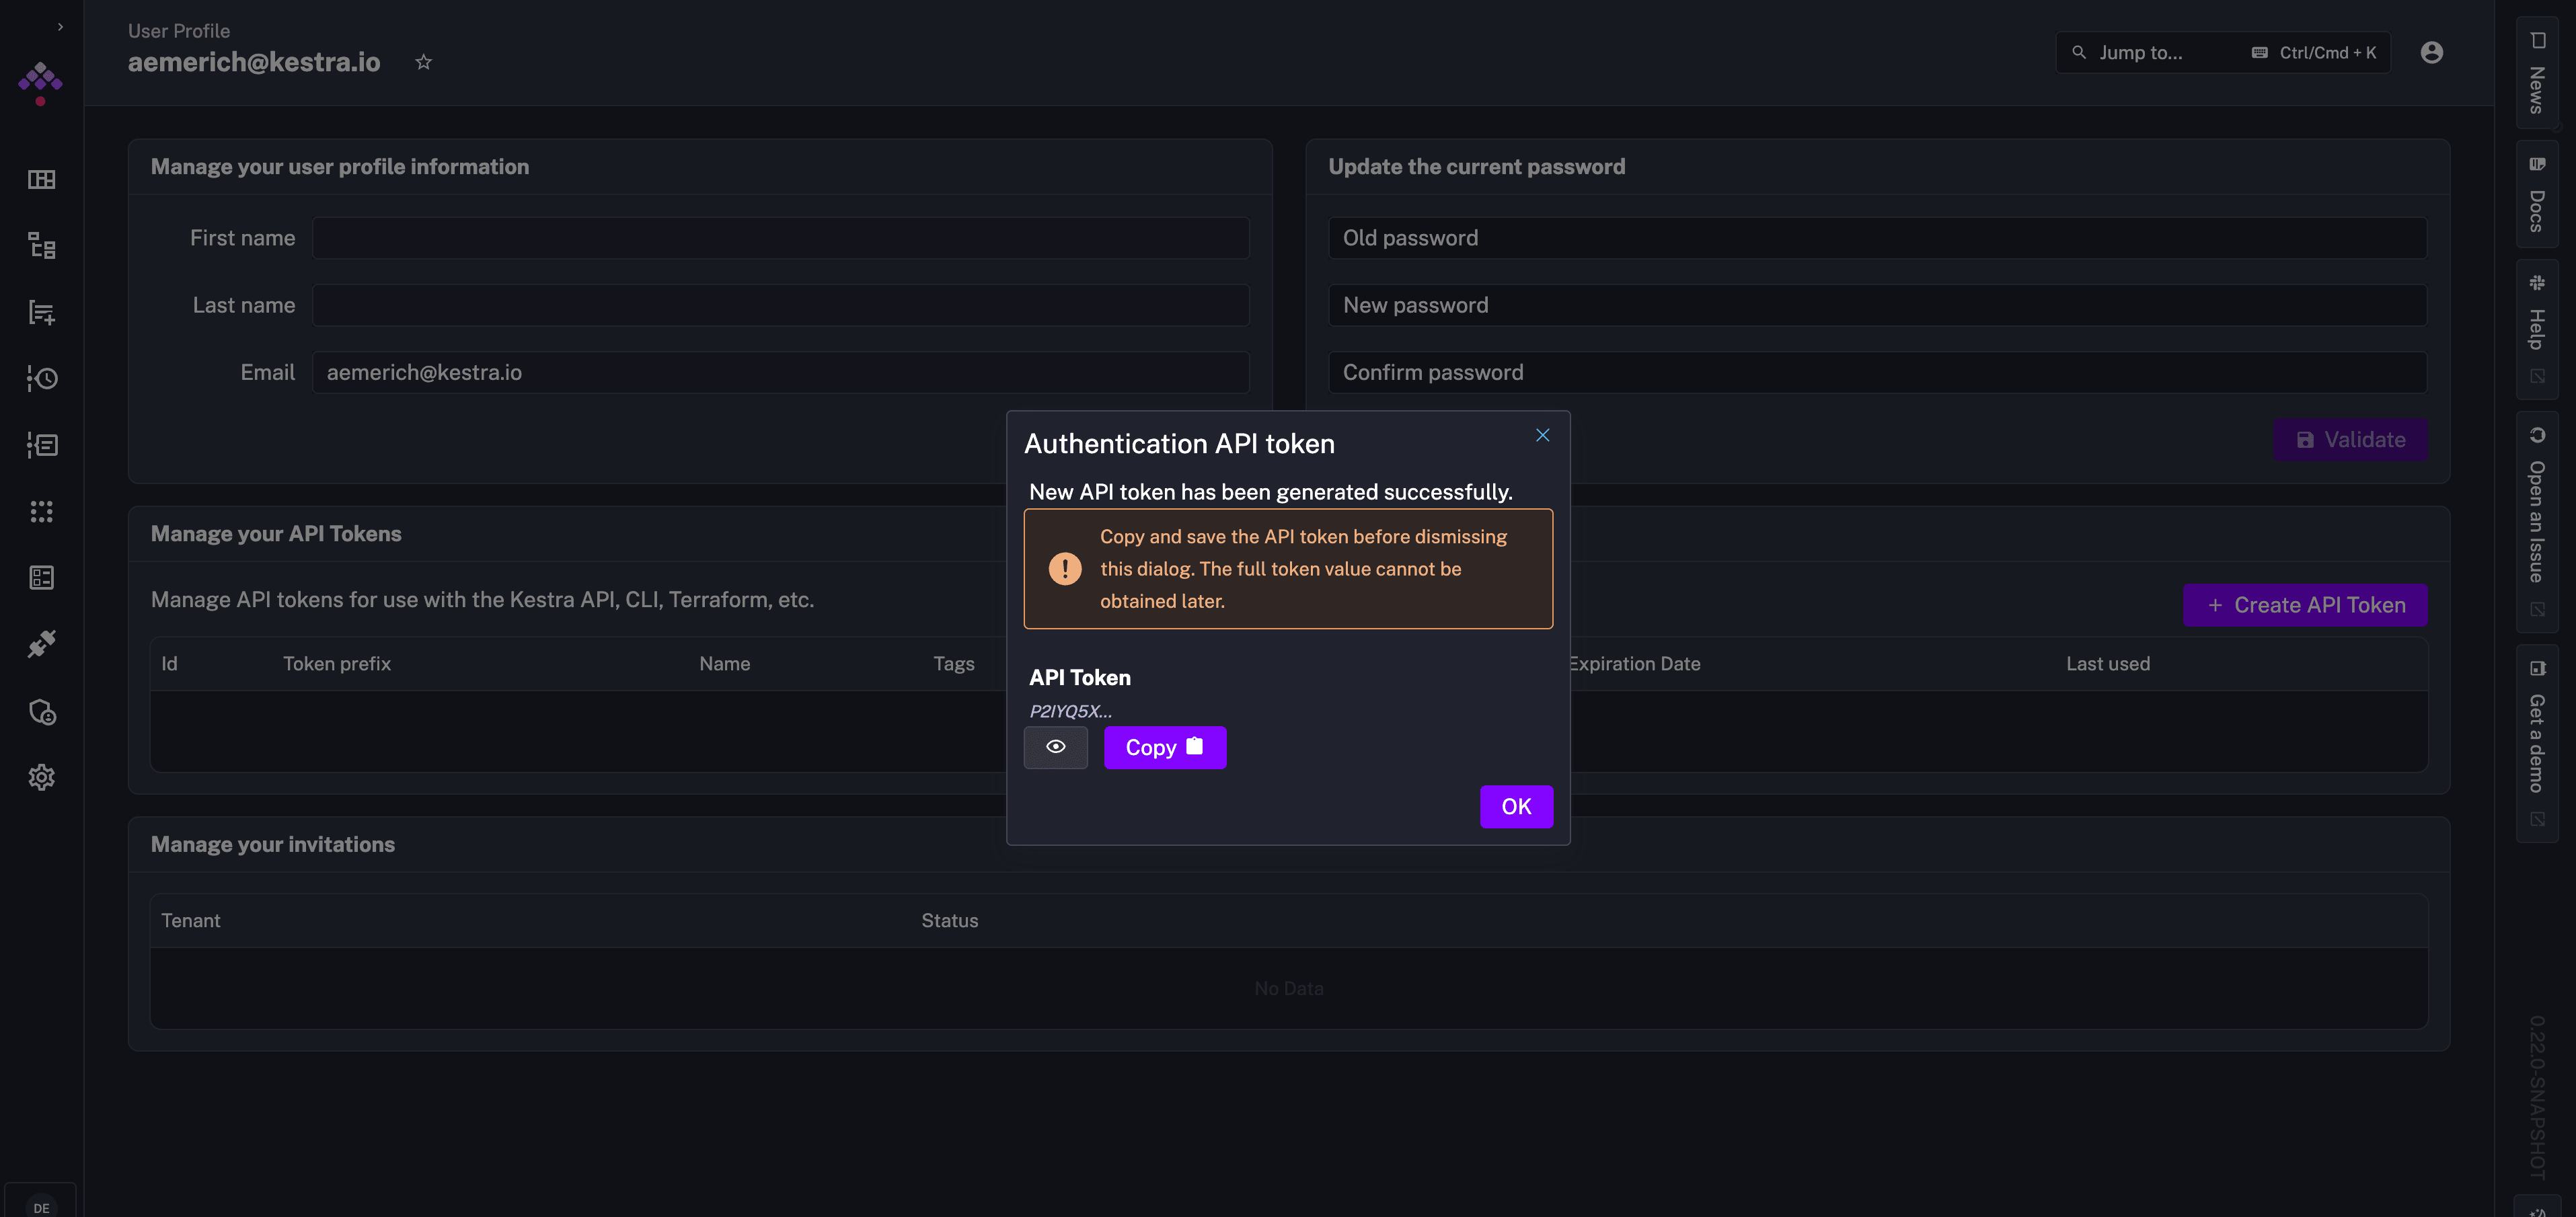 User Profile
aemerich@kestra.io
Jump to...
Ctrl/Cmd + K
Manage your user profile information
First name
Last name
Email
aemerich@kestra.io
Update the current password
Old password
New password
Confirm password
Validate
Authentication API token
New API token has been generated successfully.
Copy and save the API token before dismissing
this dialog. The full token value cannot be
obtained later.
API Token
P2IYQ5X...
Copy
OK
Manage your API Tokens
Manage API tokens for use with the Kestra API, CLI, Terraform, etc.
+ Create API Token
Id
Token prefix
Name
Tags
Expiration Date
Last used
Manage your invitations
Tenant
Status
No Data
News
Docs
Help
Open an Issue
Get a demo
0.22.0-SNAPSHOT
DE